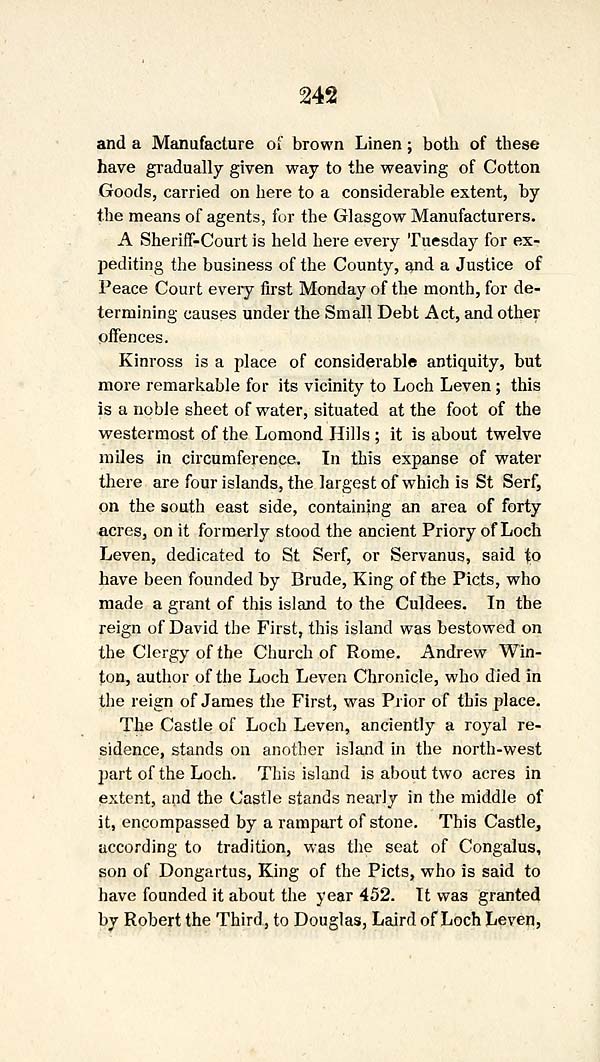 242
and a Manufacture of brown Linen; both of these
have gradually given way to the weaving of Cotton
Goods, carried on here to a considerable extent, by
the means of agents, for the Glasgow Manufacturers.
A Sheriff-Court is held here every Tuesday for ex-
pediting the business of the County, and a Justice of
Peace Court every first Monday of the month, for de-
termining causes under the Small Debt Act, and other
offences.
Kinross is a place of considerable antiquity, but
more remarkable for its vicinity to Loch Leven; this
is a noble sheet of water, situated at the foot of the
westermost of the Lomond Hills; it is about twelve
miles in circumference. In this expanse of water
there are four islands, the largest of which is St Serf,
on the south east side, containing an area of forty
acres, on it formerly stood the ancient Priory of Loch
Leven, dedicated to St Serf, or Servanus, said to
have been founded by Brude, King of the Picts, who
made a grant of this island to the Culdees. In the
reign of David the First, this island was bestowed on
the Clergy of the Church of Rome. Andrew Win-
ton, author of the Loch Leven Chronicle, who died in
the reign of James the First, was Prior of this place.
The Castle of Loch Leven, anciently a royal re-
sidence, stands on another island in the north-west
part of the Loch. This island is about two acres in
extent, and the Castle stands nearly in the middle of
it, encompassed by a rampart of stone. This Castle,
according to tradition, was the seat of Congalus,
son of Dongartus, King of the Picts, who is said to
have founded it about the year 452. It was granted
by Robert the Third, to Douglas, Laird of Loch Leven,